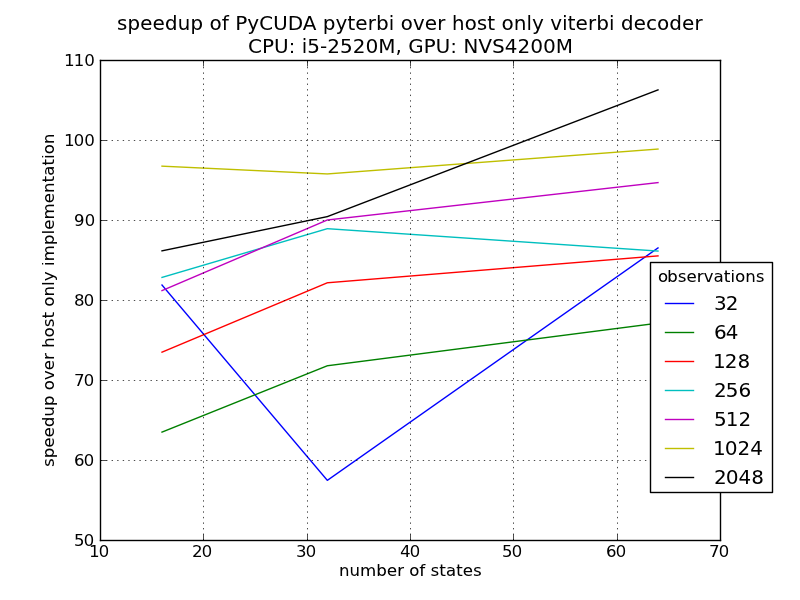 speedup of PyCUDA pyterbi over host only viterbi decoder
CPU: i5-2520M, GPU: NVS4200M
speedup over host only implementation
110
100
90
80
70
60
50
10 20 30 40 50 60 70
number of states
observations
32
64
128
256
512
1024
2048